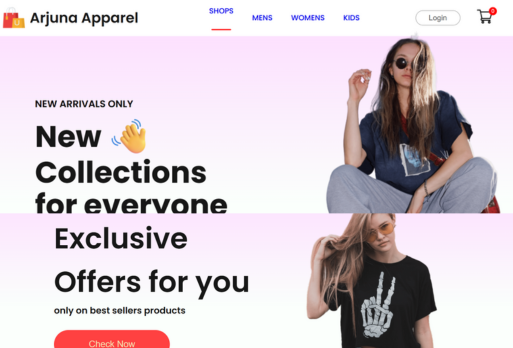 Arjuna Apparel
SHOPS
MENS
WOMENS
KIDS
Login
0
NEW ARRIVALS ONLY
New
Collections
for everyone
Exclusive
Offers for you
only on best sellers products
Check Now